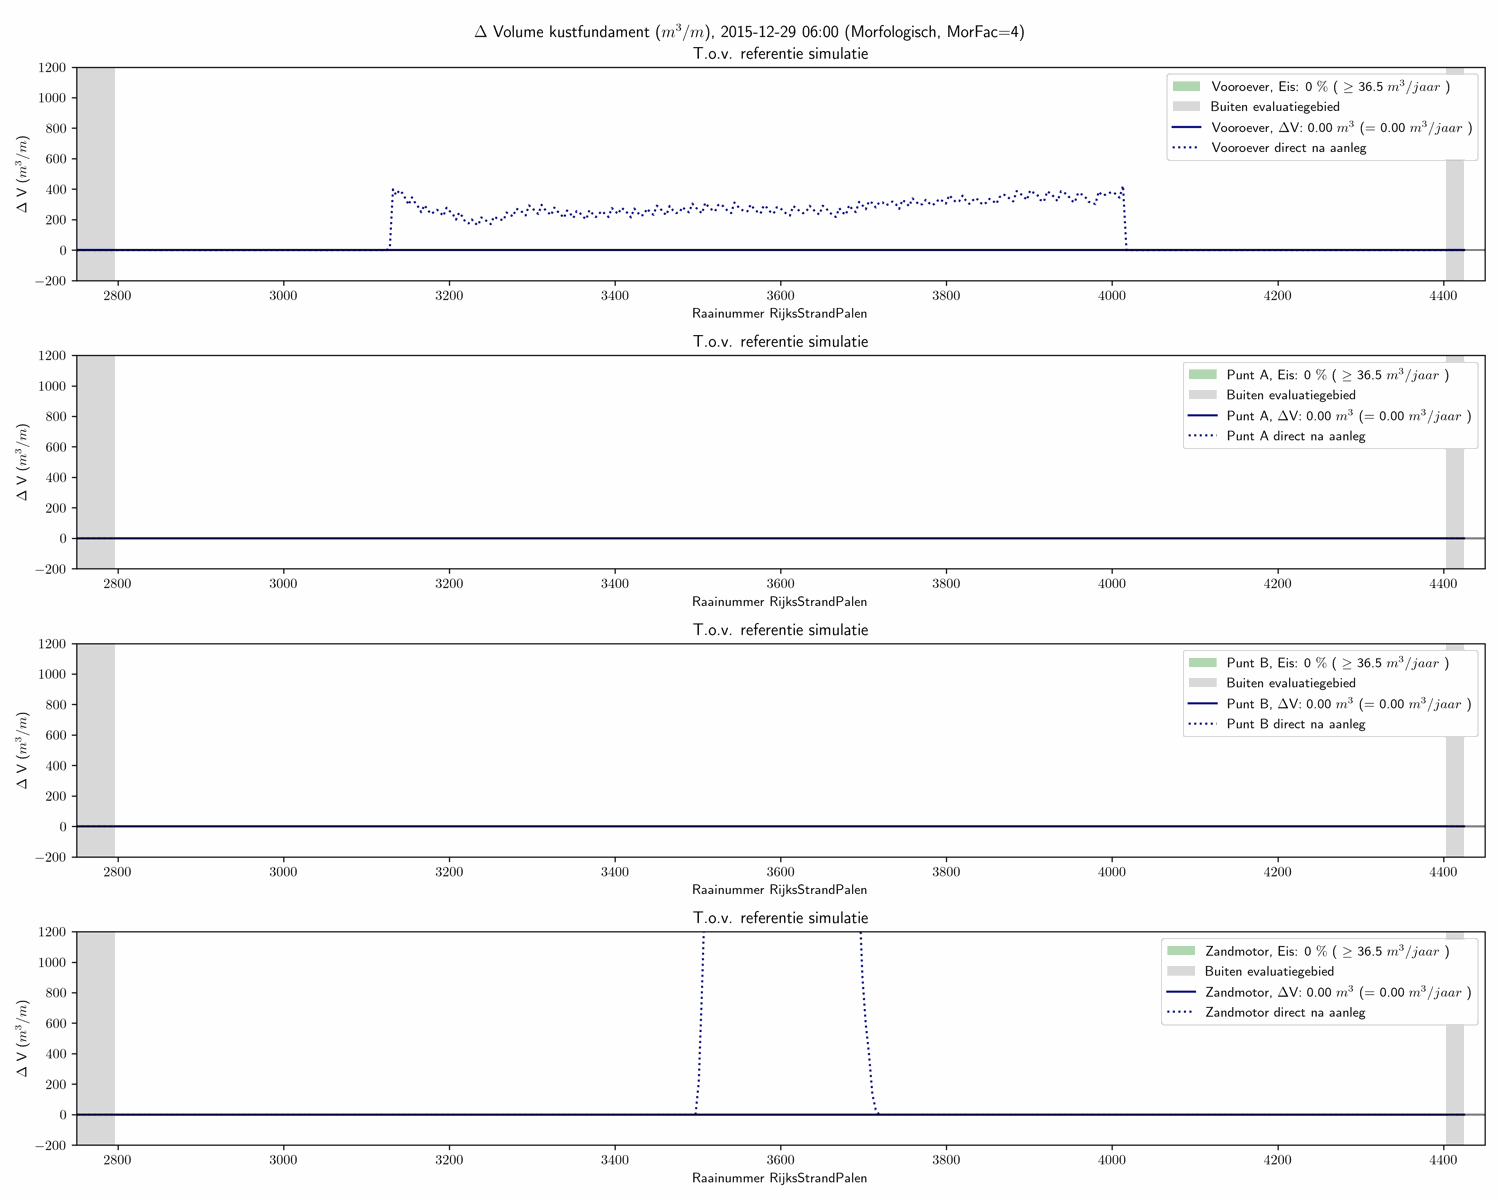 Δ Volume kustfundament (m³/m), 2015-12-29 06:00 (Morfologisch, MorFac=4)
T.o.v. referentie simulatie
1200
1000
800
600
400
200
0
−200
Δ V (m³/m)
Vooroever, Eis: 0 % ( ≥ 36.5 m³/jaar )
Buiten evaluatiegebied
Vooroever, ΔV: 0.00 m³ (= 0.00 m³/jaar )
Vooroever direct na aanleg
2800 3000 3200 3400 3600 3800 4000 4200 4400
Raainummer RijksStrandPalen
T.o.v. referentie simulatie
1200
1000
800
600
400
200
0
−200
Δ V (m³/m)
Punt A, Eis: 0 % ( ≥ 36.5 m³/jaar )
Buiten evaluatiegebied
Punt A, ΔV: 0.00 m³ (= 0.00 m³/jaar )
Punt A direct na aanleg
2800 3000 3200 3400 3600 3800 4000 4200 4400
Raainummer RijksStrandPalen
T.o.v. referentie simulatie
1200
1000
800
600
400
200
0
−200
Δ V (m³/m)
Punt B, Eis: 0 % ( ≥ 36.5 m³/jaar )
Buiten evaluatiegebied
Punt B, ΔV: 0.00 m³ (= 0.00 m³/jaar )
Punt B direct na aanleg
2800 3000 3200 3400 3600 3800 4000 4200 4400
Raainummer RijksStrandPalen
T.o.v. referentie simulatie
1200
1000
800
600
400
200
0
−200
Δ V (m³/m)
Zandmotor, Eis: 0 % ( ≥ 36.5 m³/jaar )
Buiten evaluatiegebied
Zandmotor, ΔV: 0.00 m³ (= 0.00 m³/jaar )
Zandmotor direct na aanleg
2800 3000 3200 3400 3600 3800 4000 4200 4400
Raainummer RijksStrandPalen